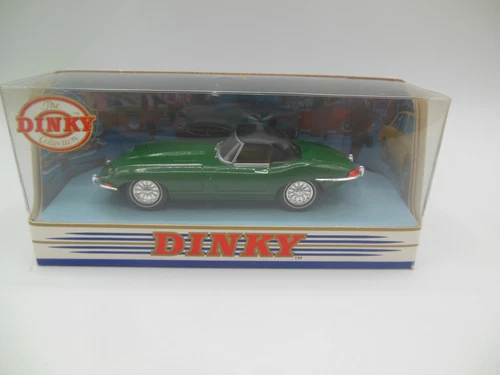 The
DINKY
Collection
DINKY
TM